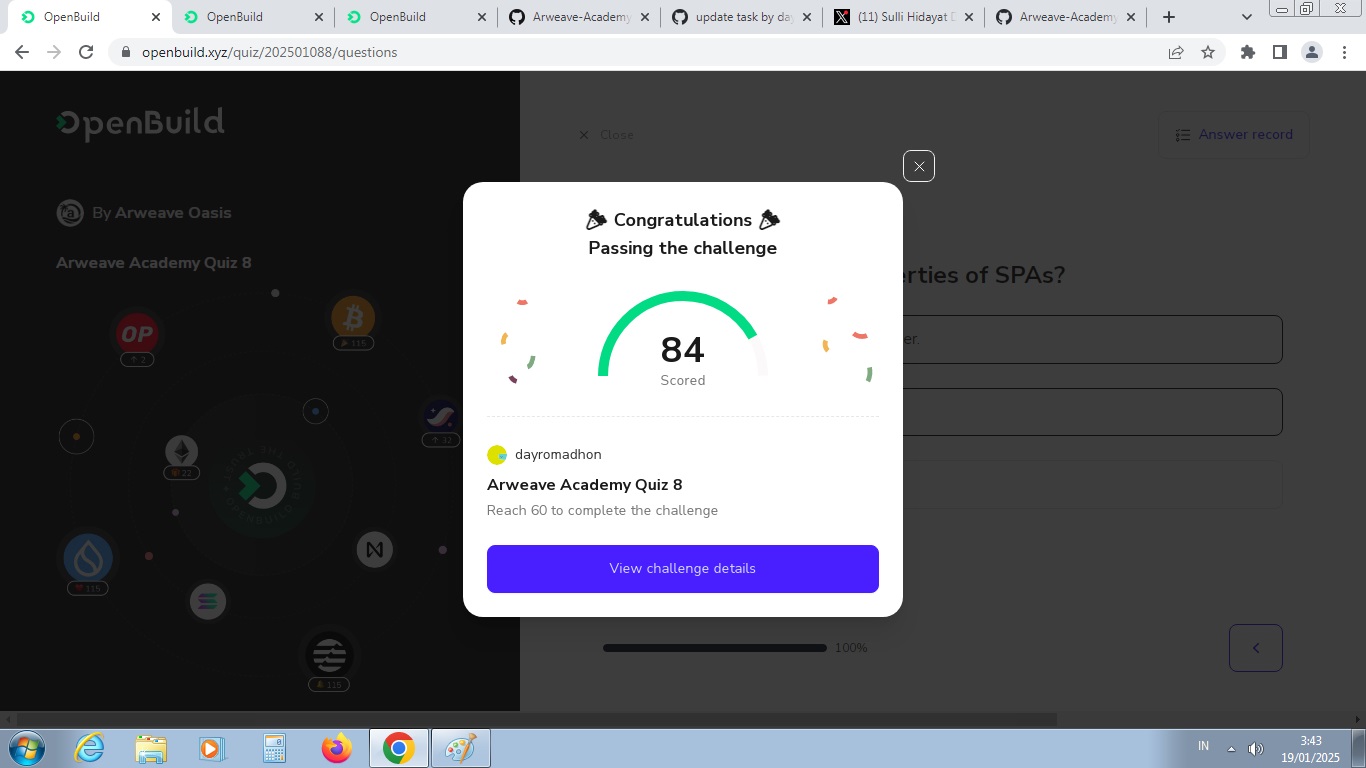 OpenBuild
OpenBuild
OpenBuild
Arweave-Academy
update task by day
(11) Sulli Hidayat D
Arweave-Academy
openbuild.xyz/quiz/202501088/questions
OpenBuild
Close
Answer record
By Arweave Oasis
Arweave Academy Quiz 8
Congratulations
Passing the challenge
erties of SPAs?
er.
84
Scored
OP
2
115
32
22
115
115
dayromadhon
Arweave Academy Quiz 8
Reach 60 to complete the challenge
View challenge details
100%
IN
3:43
19/01/2025